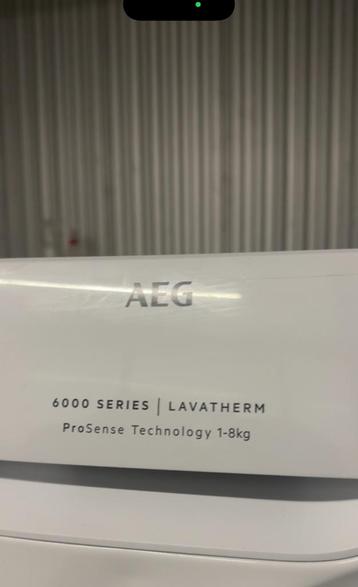 AEG
6000 SERIES | LAVATHERM
ProSense Technology 1-8kg